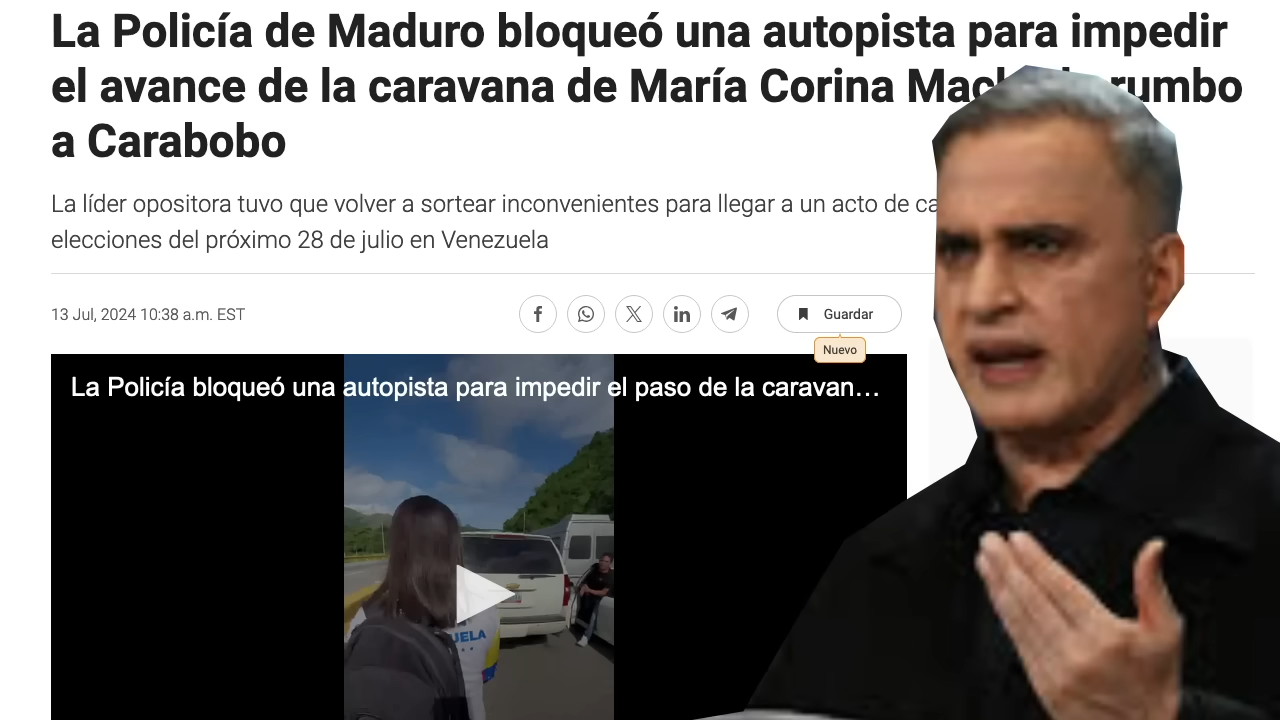 La Policía de Maduro bloqueó una autopista para impedir
el avance de la caravana de María Corina rumbo
a Carabobo
La líder opositora tuvo que volver a sortear inconvenientes para llegar a un acto de
elecciones del próximo 28 de julio en Venezuela
13 Jul, 2024 10:38 a.m. EST
Guardar
Nuevo
La Policía bloqueó una autopista para impedir el paso de la caravan...